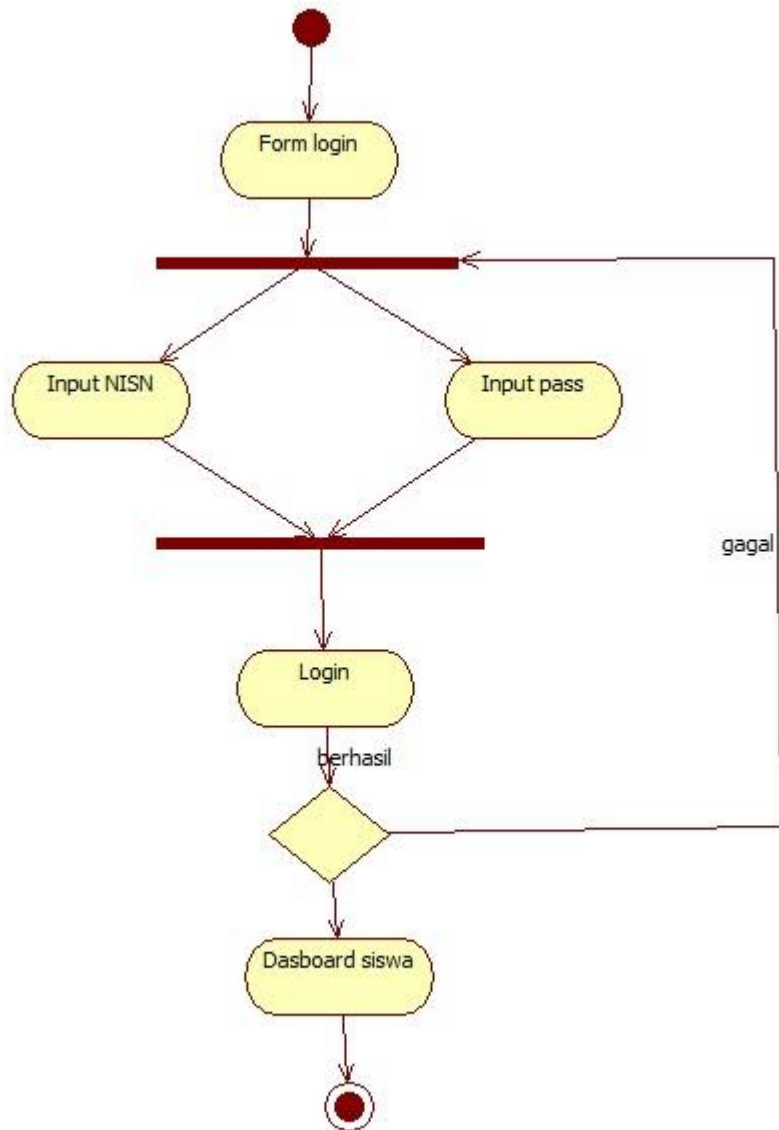 Form login
Input NISN
Input pass
gagal
Login
berhasil
Dasboard siswa